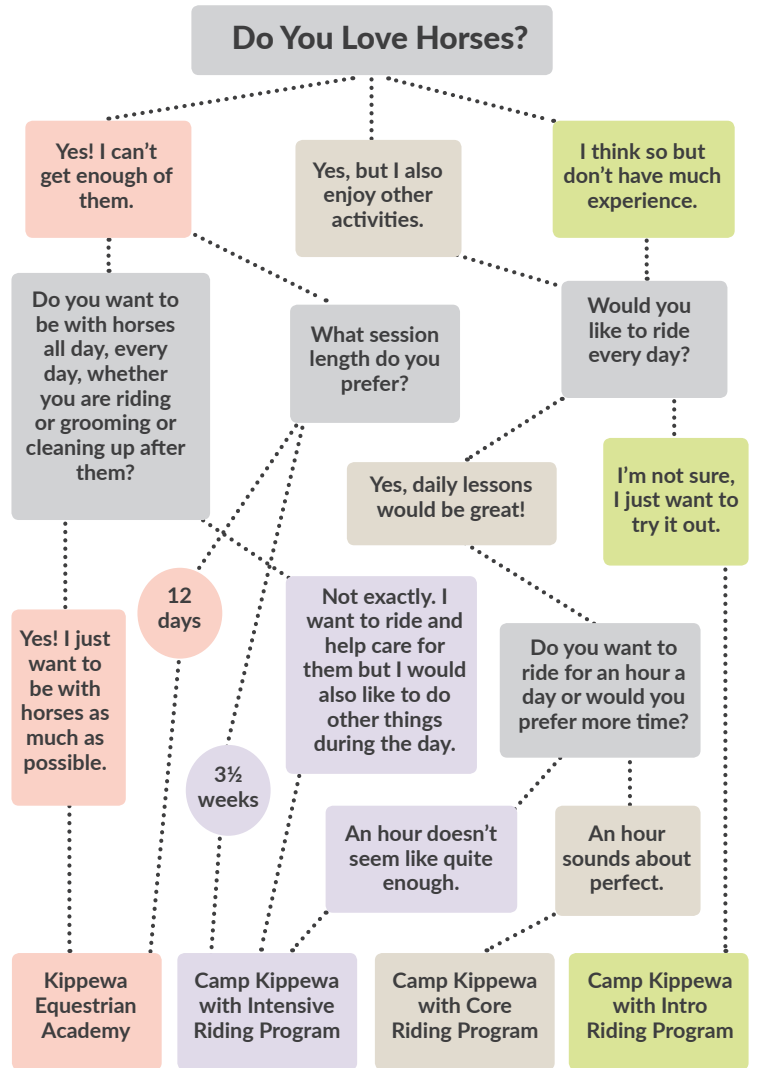 Do You Love Horses?
Yes! I can't
get enough of
them.
Yes, but I also
enjoy other
activities.
I think so but
don't have much
experience.
Do you want to
be with horses
all day, every
day, whether
you are riding
or grooming or
cleaning up after
them?
What session
length do you
prefer?
Would you
like to ride
every day?
Yes, daily lessons
would be great!
I'm not sure,
I just want to
try it out.
12
days
Not exactly. I
want to ride and
help care for
them but I would
also like to do
other things
during the day.
Yes! I just
want to
be with
horses as
much as
possible.
Do you want to
ride for an hour a
day or would you
prefer more time?
3½
weeks
An hour doesn't
seem like quite
enough.
An hour
sounds about
perfect.
Kippewa
Equestrian
Academy
Camp Kippewa
with Intensive
Riding Program
Camp Kippewa
with Core
Riding Program
Camp Kippewa
with Intro
Riding Program